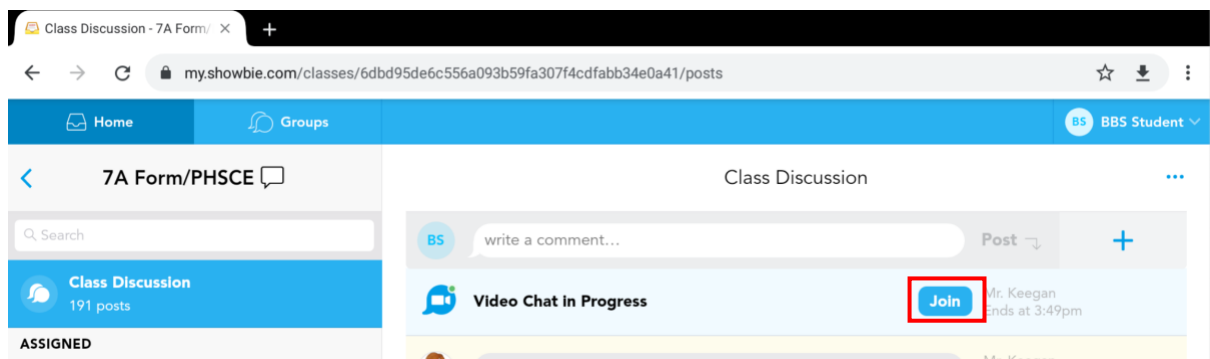 Class Discussion - 7A Form/
my.showbie.com/classes/6dbd95de6c556a093b59fa307f4cdfabb34e0a41/posts
Home
Groups
BS BBS Student
7A Form/PHSCE
Class Discussion
Search
BS write a comment... Post
Class Discussion
191 posts
Video Chat in Progress
Join
Mr. Keegan
Ends at 3:49pm
ASSIGNED